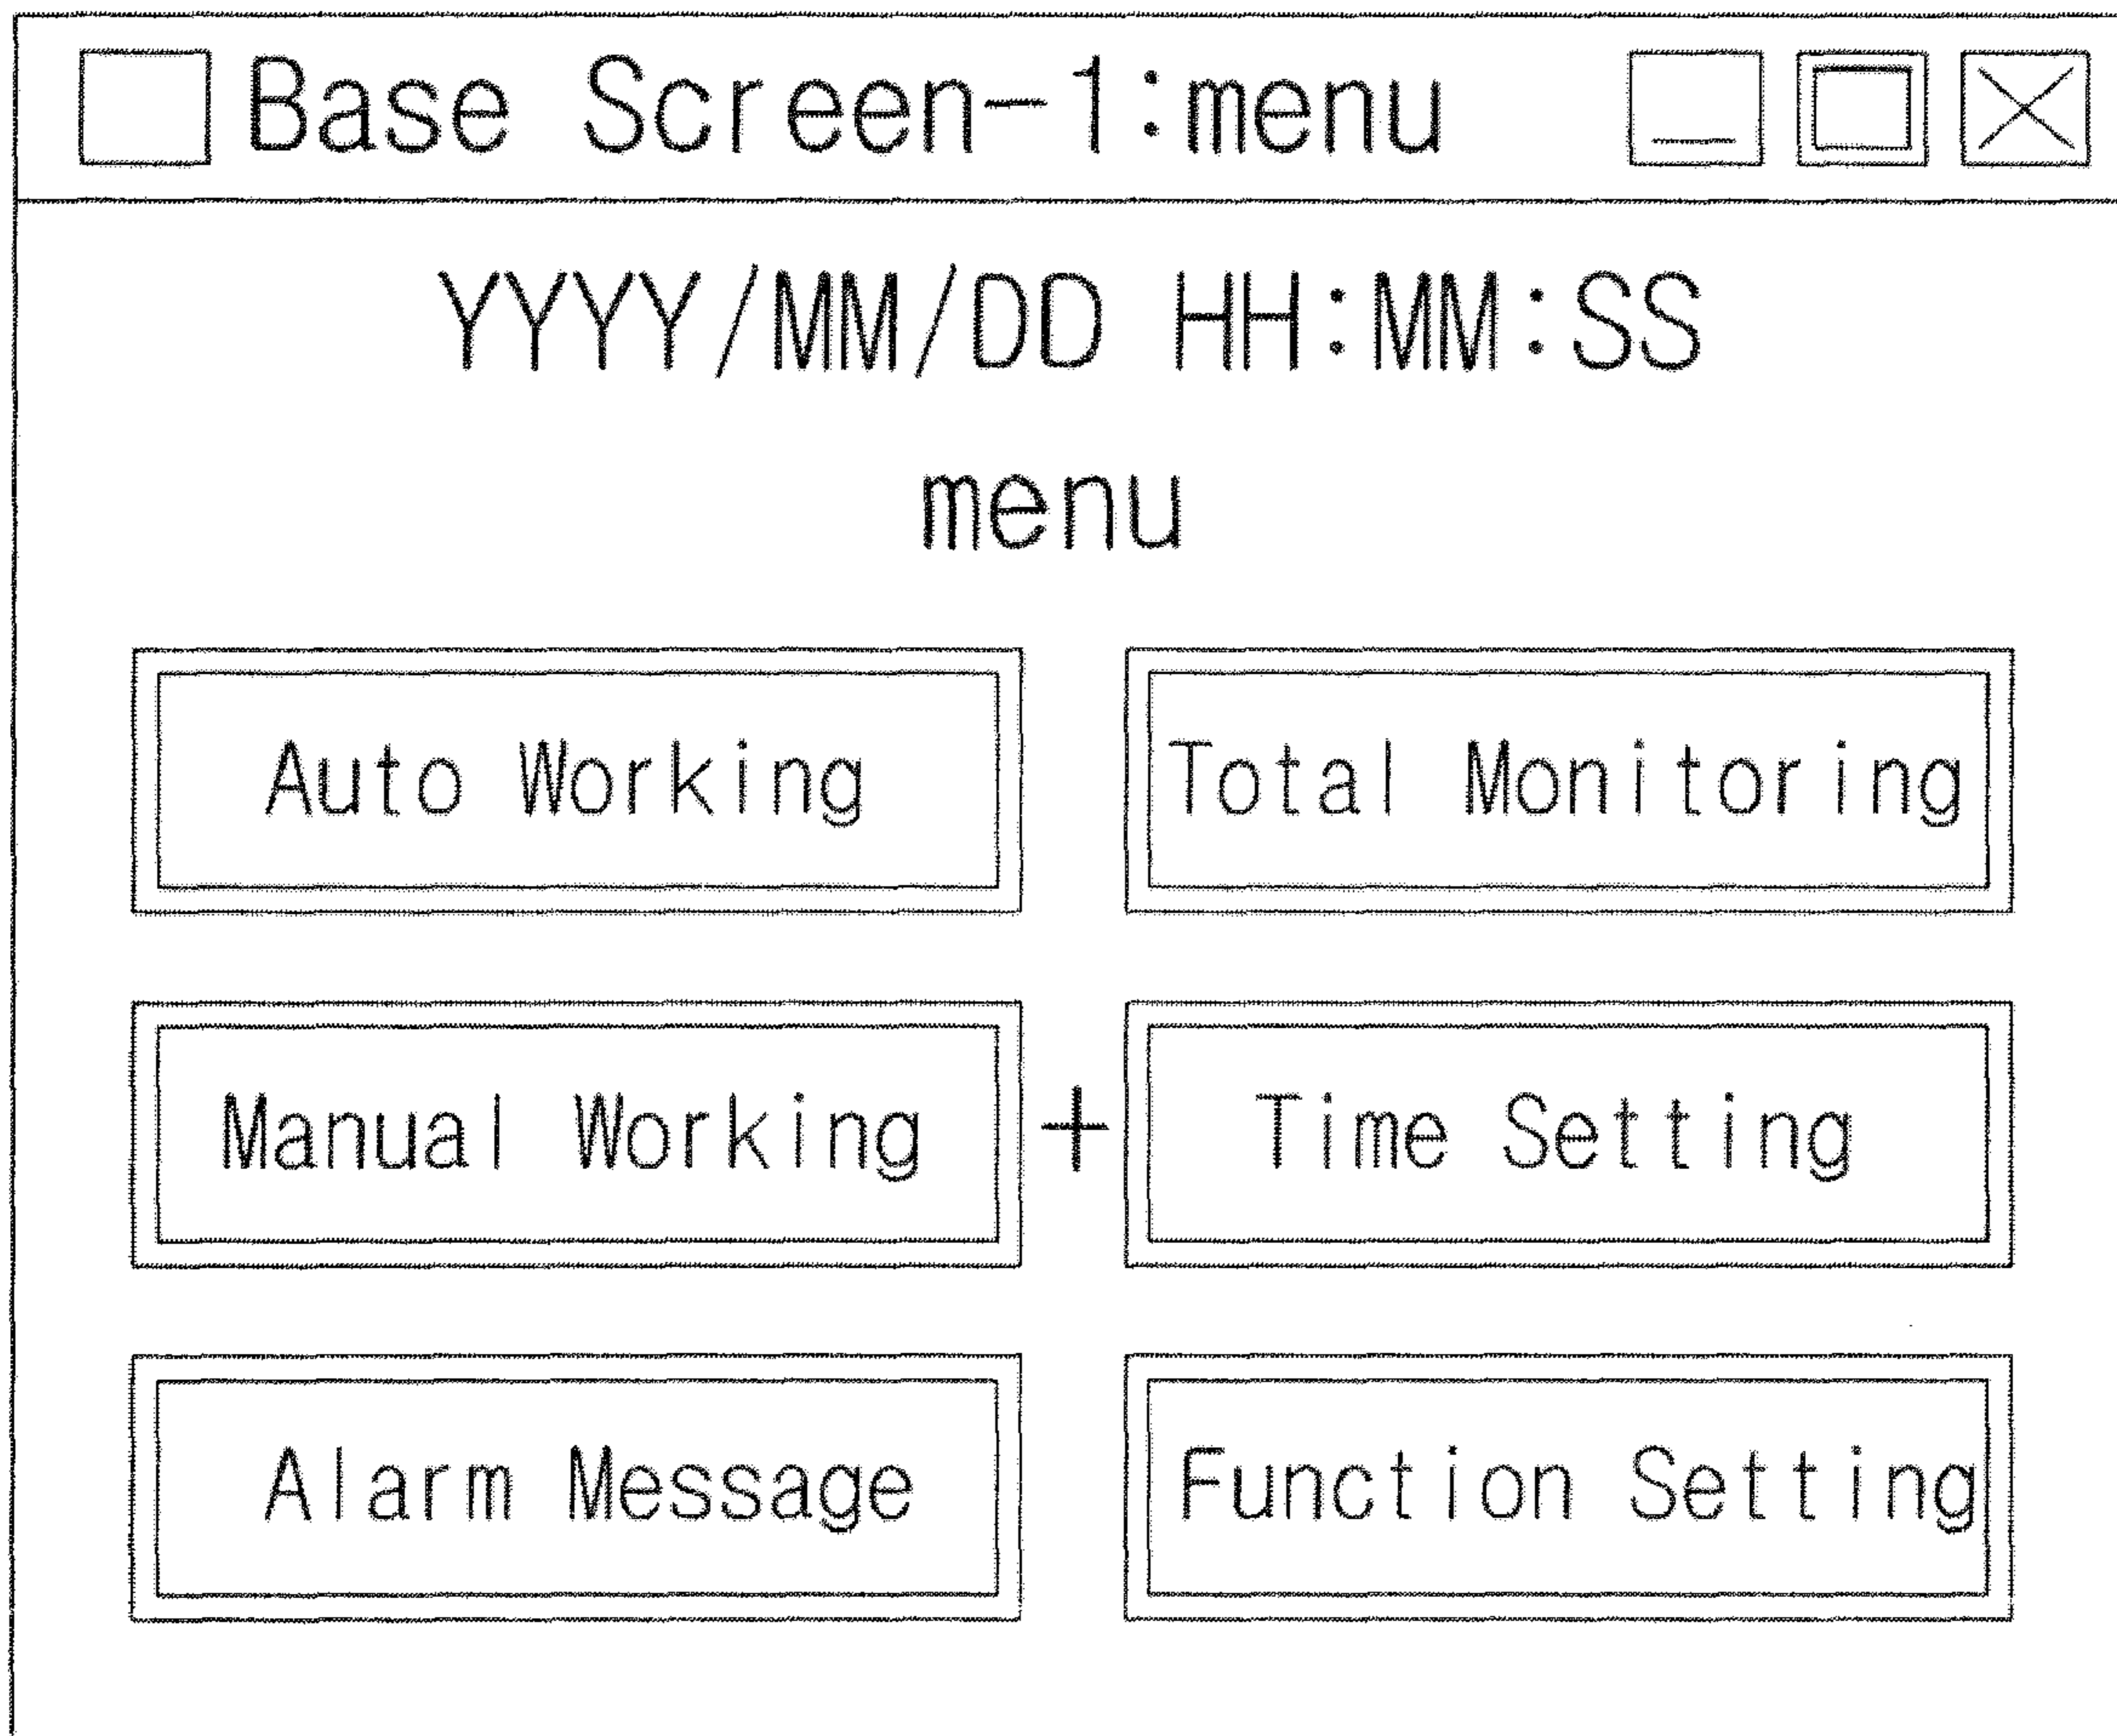 Base Screen-1:menu
YYYY/MM/DD HH:MM:SS
menu
Auto Working
Total Monitoring
Manual Working + Time Setting
Alarm Message
Function Setting